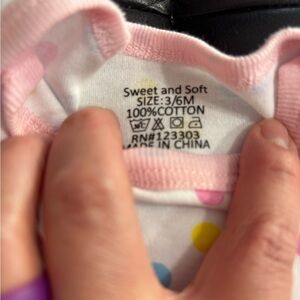 Sweet and Soft
SIZE:3/6M
100%COTTON
RN#123303
MADE IN CHINA